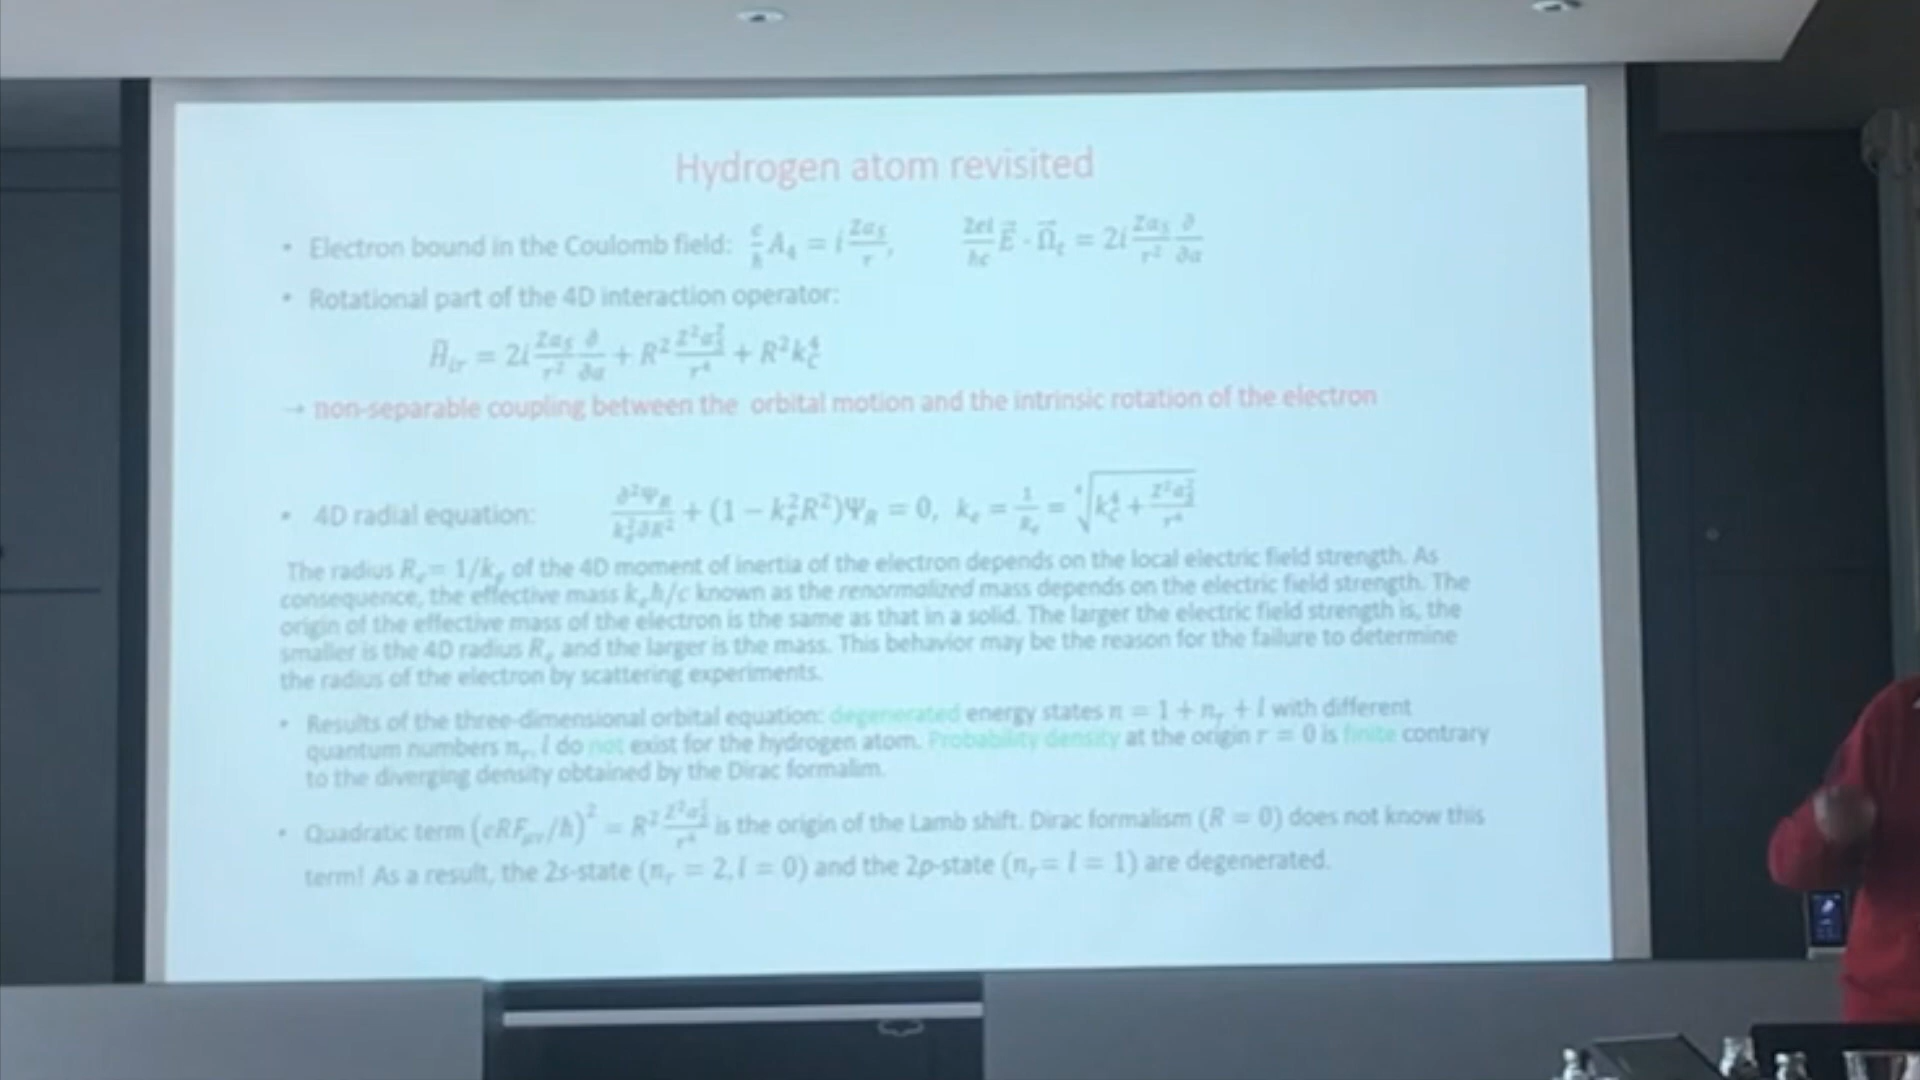 Hydrogen atom revisited
• Electron bound in the Coulomb field: e/ħ A₄ = i Zα_S/r, 2ei/ħc E⃗ · Ω⃗_t = 2i Zα_S/r² ∂/∂α
• Rotational part of the 4D interaction operator:
= 2i Zα_S/r² ∂/∂α + R² Z²α_S²/r⁴ + R²k_C⁴
→ non-separable coupling between the orbital motion and the intrinsic rotation of the electron
• 4D radial equation: ∂²Ψ_R/k_e²∂R² + (1 − k_e²R²)Ψ_R = 0, k_e = 1/R_e = ⁴√(k_C⁴ + Z²α_S²/r⁴)
The radius R_e = 1/k_e of the 4D moment of inertia of the electron depends on the local electric field strength. As
consequence, the effective mass k_e ħ/c known as the renormalized mass depends on the electric field strength. The
origin of the effective mass of the electron is the same as that in a solid. The larger the electric field strength is, the
smaller is the 4D radius R_e and the larger is the mass. This behavior may be the reason for the failure to determine
the radius of the electron by scattering experiments.
• Results of the three-dimensional orbital equation: degenerated energy states n = 1 + n_r + l with different
quantum numbers n_r, l do not exist for the hydrogen atom. Probability density at the origin r = 0 is finite contrary
to the diverging density obtained by the Dirac formalim.
• Quadratic term (eRF_μν/ħ)² = R² Z²α_S²/r⁴ is the origin of the Lamb shift. Dirac formalism (R = 0) does not know this
term! As a result, the 2s-state (n_r = 2, l = 0) and the 2p-state (n_r = l = 1) are degenerated.